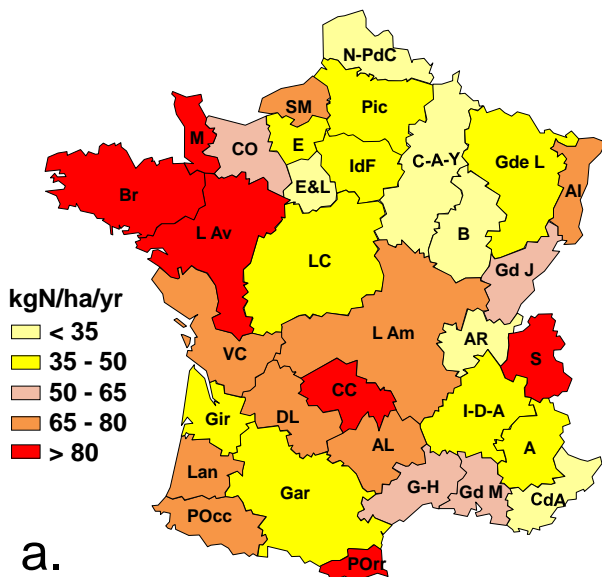 N-PdC
SM
Pic
M
CO
E
IdF
C-A-Y
Gde L
E&L
Al
Br
B
L Av
LC
Gd J
kgN/ha/yr
< 35
35 - 50
50 - 65
65 - 80
> 80
L Am
AR
VC
S
CC
I-D-A
Gir
DL
AL
A
Lan
Gar
G-H
Gd M
CdA
POcc
a.
POrr